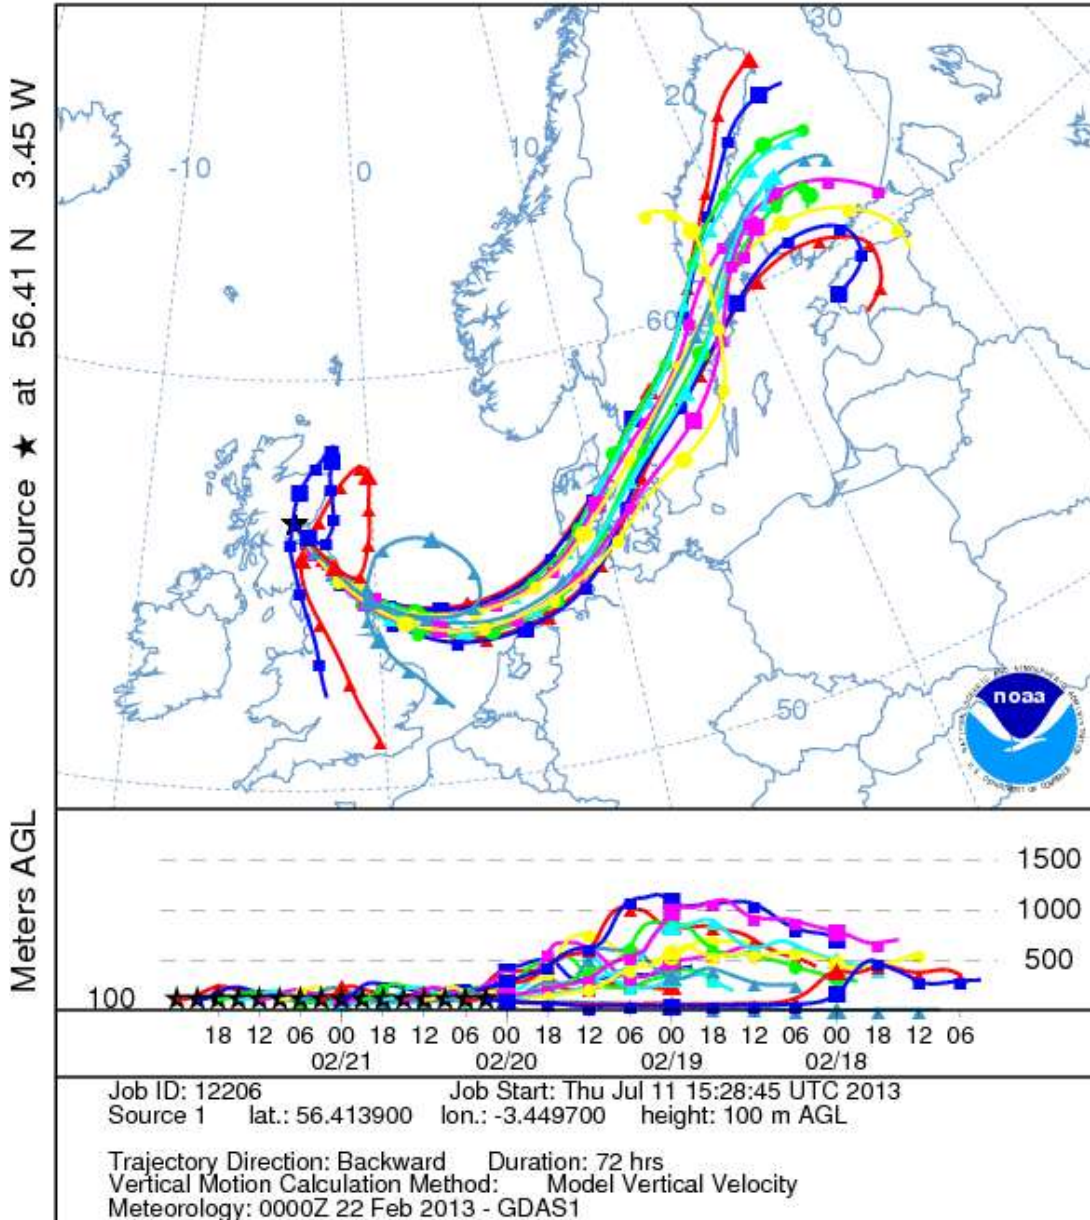 Source ★ at 56.41 N 3.45 W
30
20
-10
0
10
60
50
noaa
Meters AGL
1500
1000
500
100
18 12 06 00 18 12 06 00 18 12 06 00 18 12 06 00 18 12 06
02/21 02/20 02/19 02/18
Job ID: 12206 Job Start: Thu Jul 11 15:28:45 UTC 2013
Source 1 lat.: 56.413900 lon.: -3.449700 height: 100 m AGL
Trajectory Direction: Backward Duration: 72 hrs
Vertical Motion Calculation Method: Model Vertical Velocity
Meteorology: 0000Z 22 Feb 2013 - GDAS1